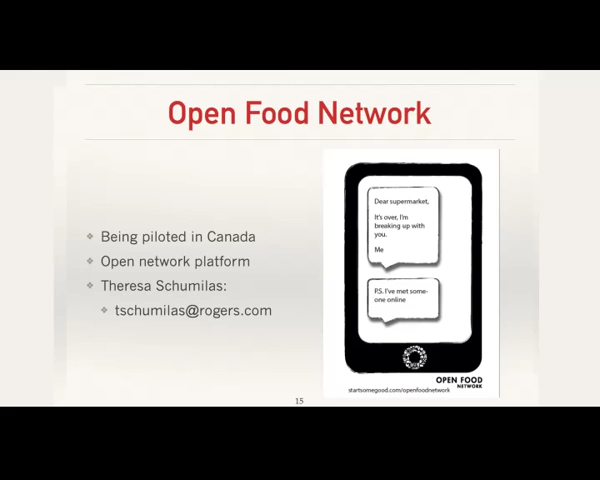 Open Food Network
Being piloted in Canada
Open network platform
Theresa Schumilas:
tschumilas@rogers.com
Dear supermarket,
It's over, I'm
breaking up with
you.
Me
P.S. I've met some-
one online
OPEN FOOD
NETWORK
startsomegood.com/openfoodnetwork
15